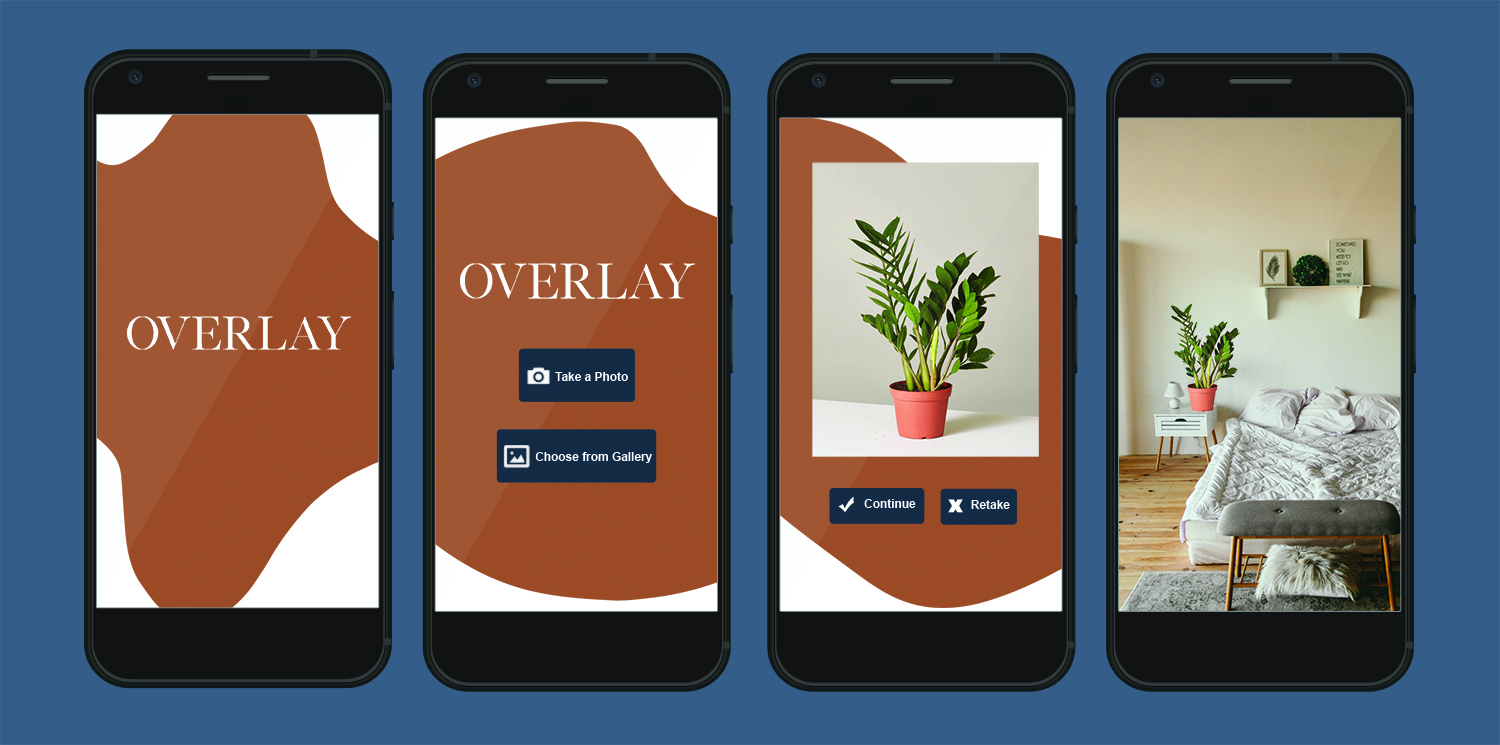 OVERLAY
OVERLAY
Take a Photo
Choose from Gallery
Continue
Retake
SOMETIMES
YOU
NEED TO
LET GO
AND
SEE WHAT
HAPPENS